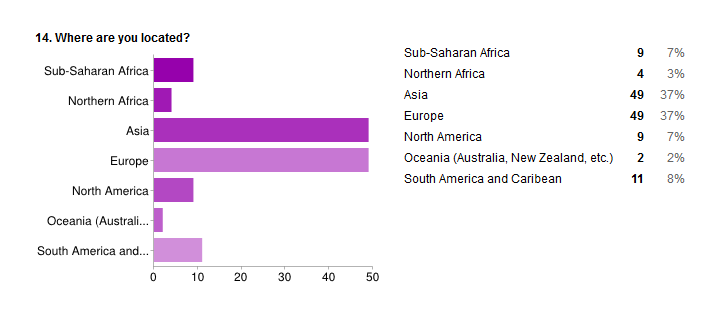 14. Where are you located?
Sub-Saharan Africa
Northern Africa
Asia
Europe
North America
Oceania (Australi...
South America and...
0 10 20 30 40 50
Sub-Saharan Africa 9 7%
Northern Africa 4 3%
Asia 49 37%
Europe 49 37%
North America 9 7%
Oceania (Australia, New Zealand, etc.) 2 2%
South America and Caribean 11 8%